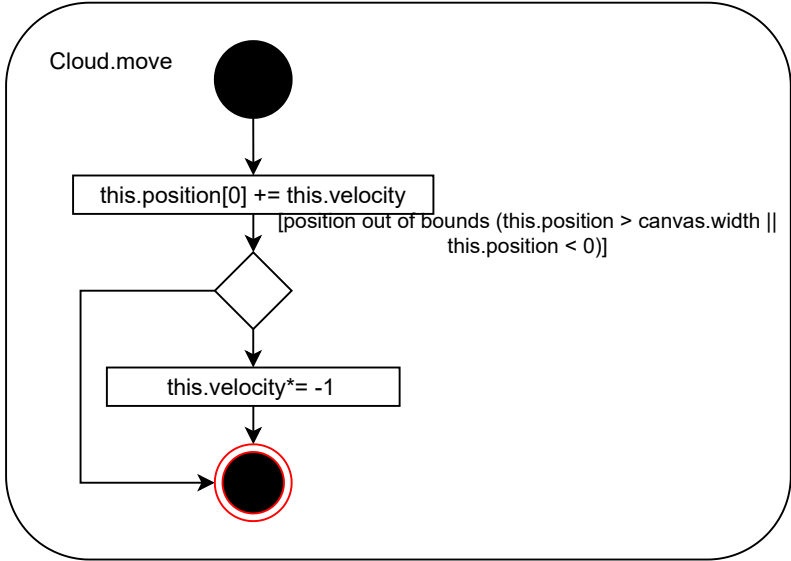 Cloud.move
this.position[0] += this.velocity
[position out of bounds (this.position > canvas.width ||
this.position < 0)]
this.velocity*= -1